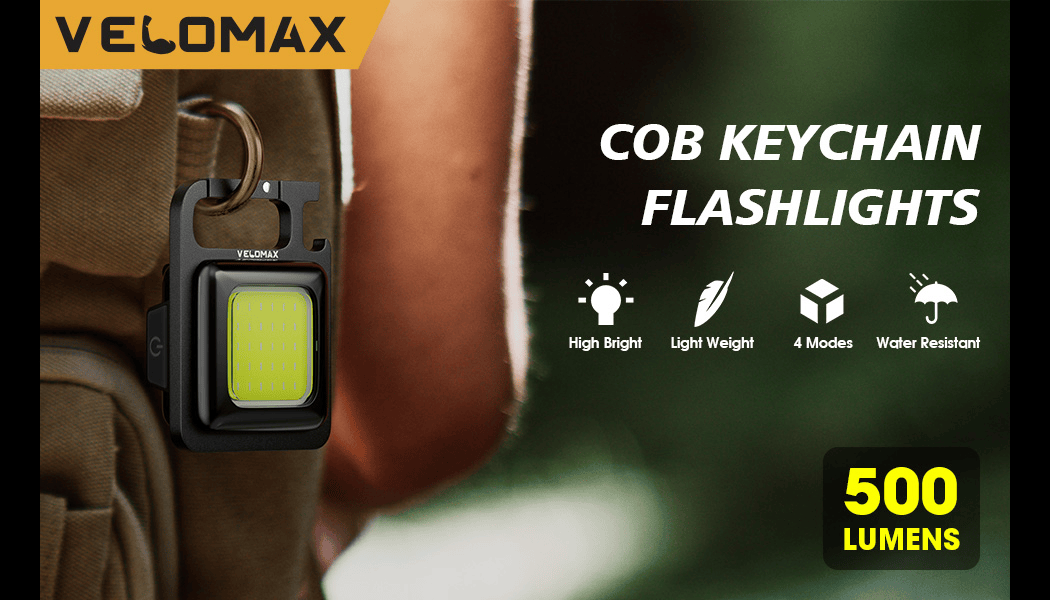 VELOMAX
COB KEYCHAIN
FLASHLIGHTS
VELOMAX
High Bright
Light Weight
4 Modes
Water Resistant
500
LUMENS